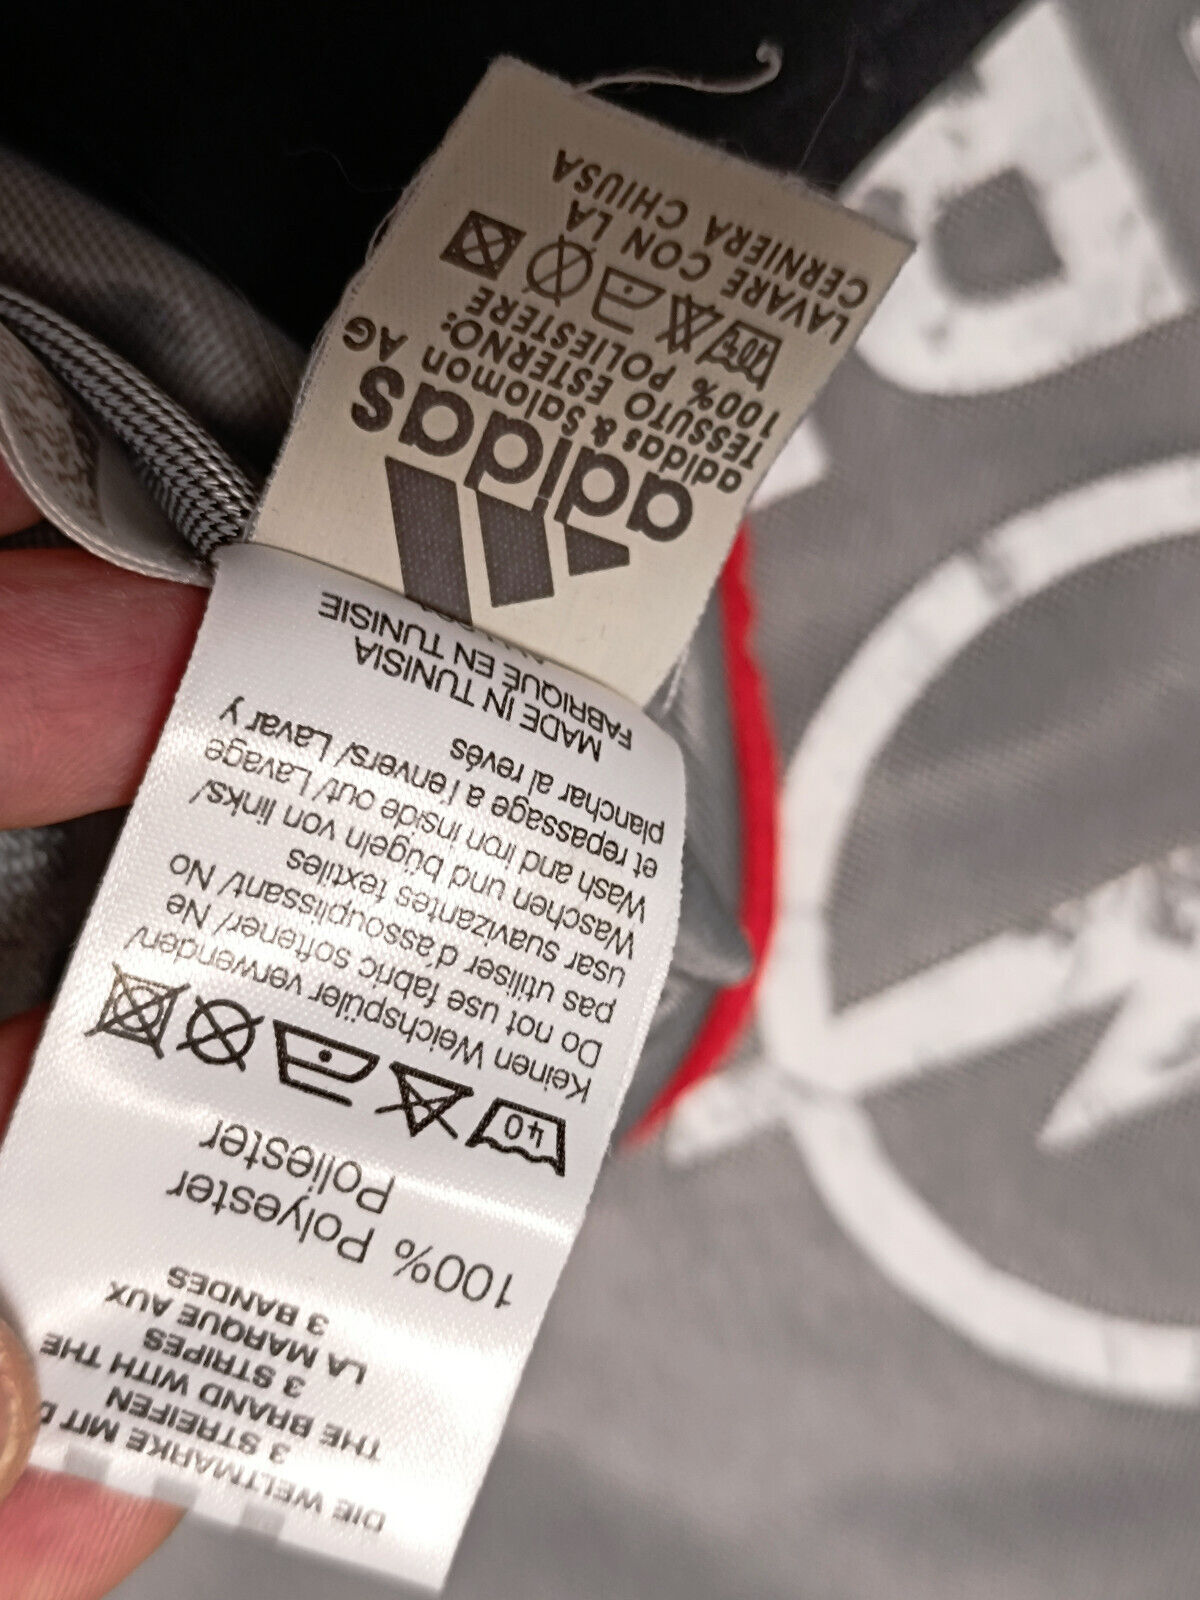 DIE WELTMARKE MIT D
3 STREIFEN
THE BRAND WITH THE
3 STRIPES
LA MARQUE AUX
3 BANDES
100% Polyester
Poliester
40
Keinen Weichspüler verwenden/
Do not use fabric softener/ Ne
pas utiliser d'assouplissant/ No
usar suavizantes textiles
Waschen und bügeln von links/
Wash and iron inside out/ Lavage
et repassage a l'envers/ Lavar y
planchar al revés
MADE IN TUNISIA
FABRIQUÉ EN TUNISIE
adidas
adidas & Salomon AG
TESSUTO ESTERNO:
100% POLIESTERE
40°
LAVARE CON LA
CERNIERA CHIUSA